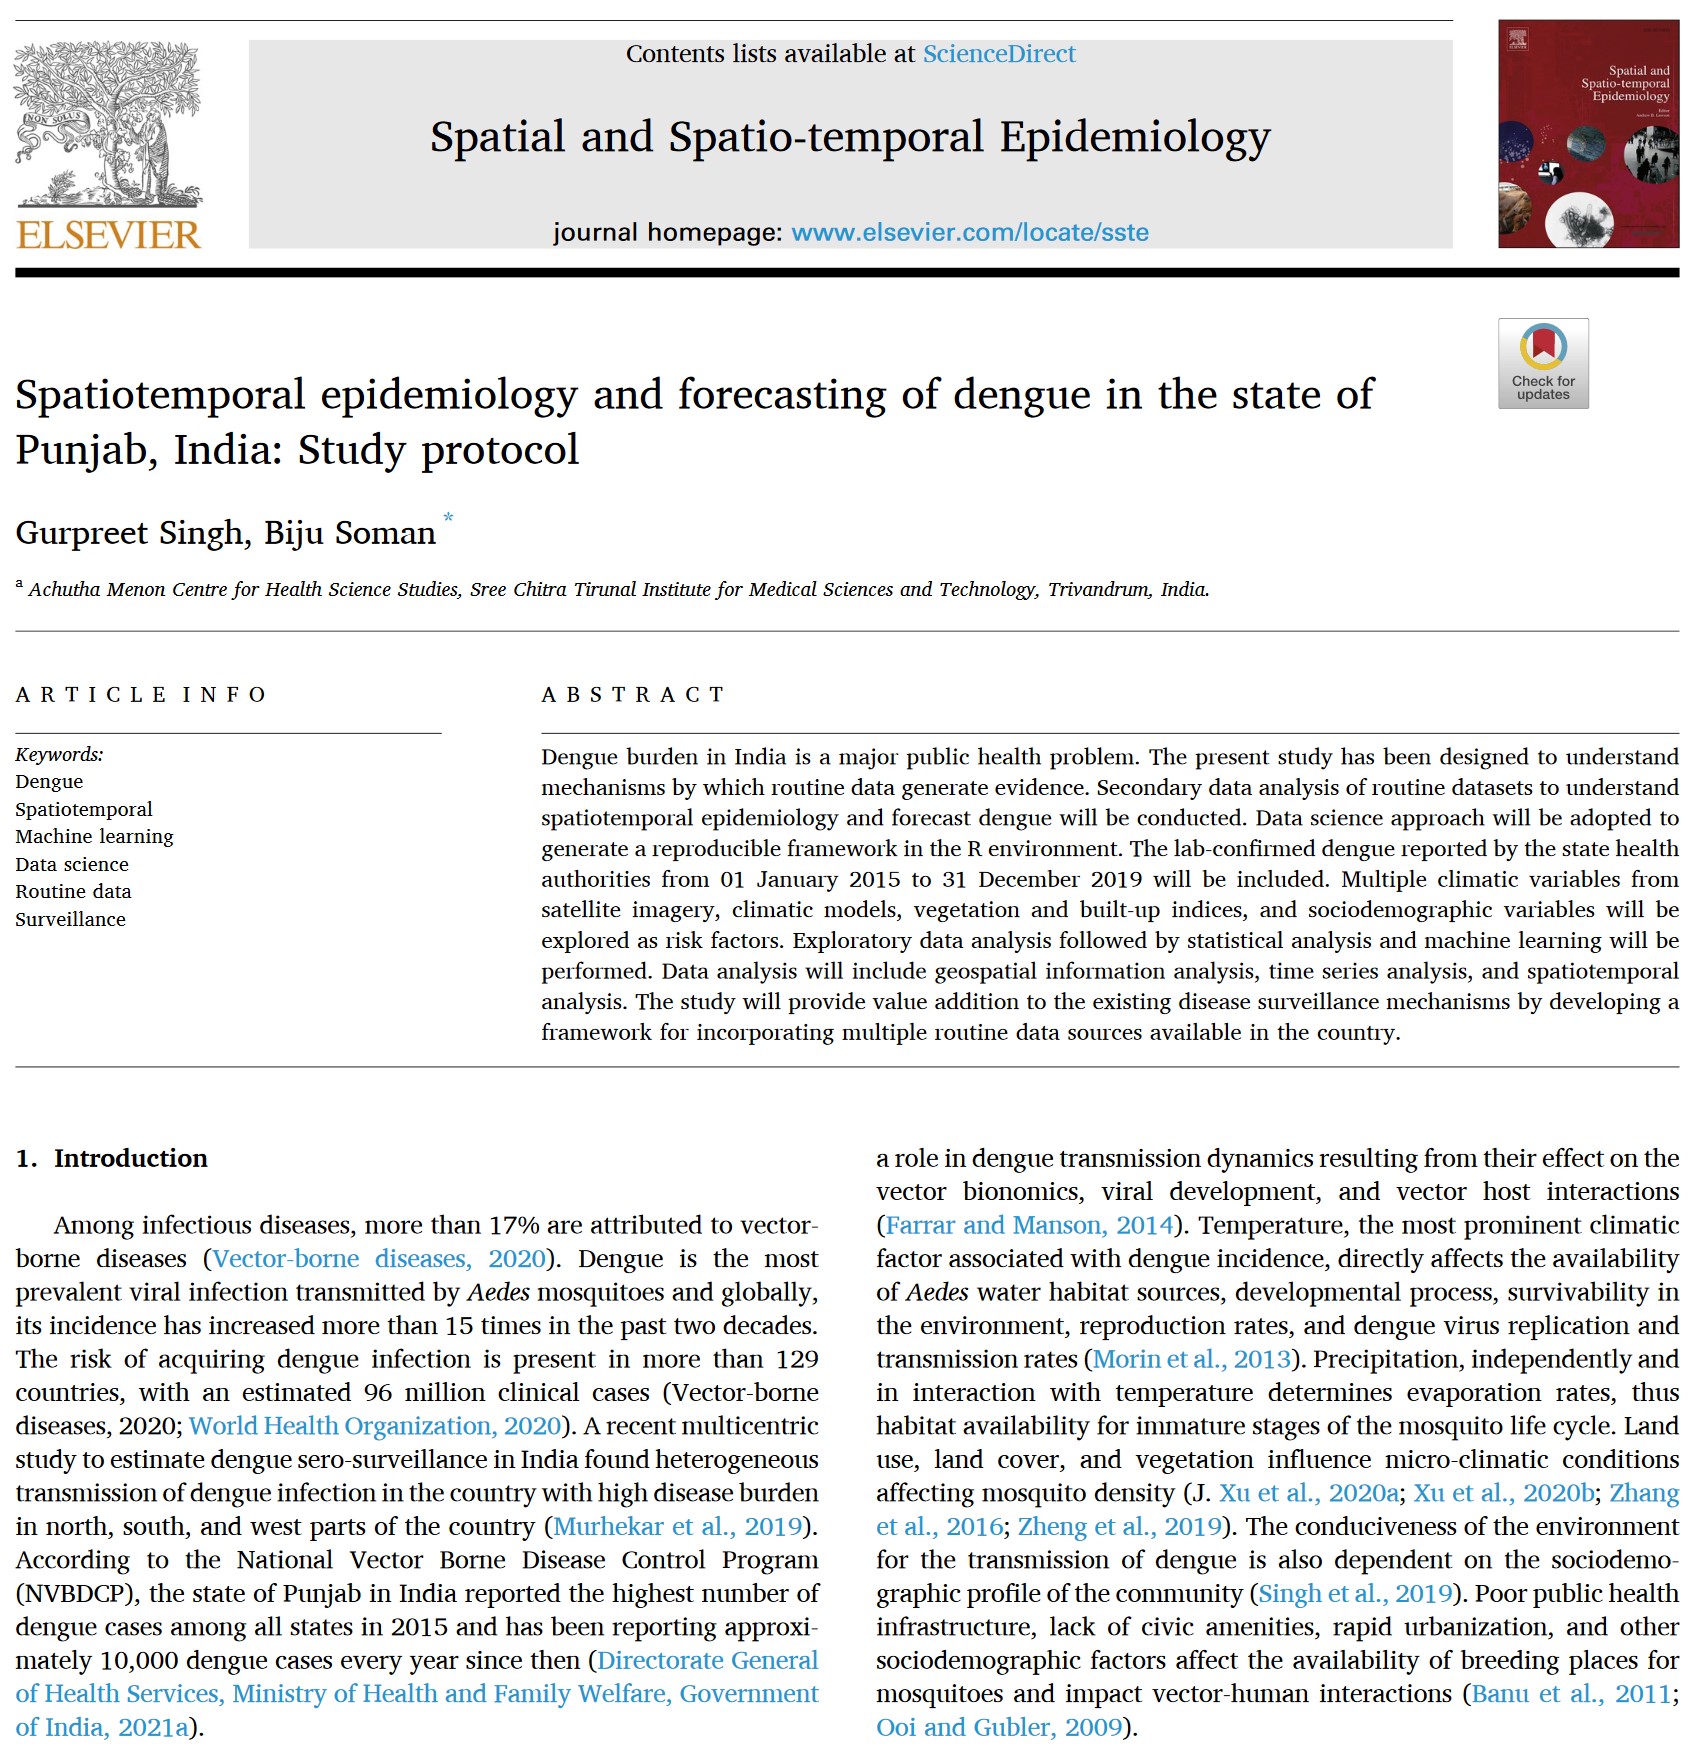 NON SOLUS
ELSEVIER
Contents lists available at ScienceDirect
Spatial and Spatio-temporal Epidemiology
journal homepage: www.elsevier.com/locate/sste
Spatial and
Spatio-temporal
Epidemiology
Check for
updates
Spatiotemporal epidemiology and forecasting of dengue in the state of
Punjab, India: Study protocol
Gurpreet Singh, Biju Soman *
a Achutha Menon Centre for Health Science Studies, Sree Chitra Tirunal Institute for Medical Sciences and Technology, Trivandrum, India.
ARTICLE INFO
Keywords:
Dengue
Spatiotemporal
Machine learning
Data science
Routine data
Surveillance
ABSTRACT
Dengue burden in India is a major public health problem. The present study has been designed to understand
mechanisms by which routine data generate evidence. Secondary data analysis of routine datasets to understand
spatiotemporal epidemiology and forecast dengue will be conducted. Data science approach will be adopted to
generate a reproducible framework in the R environment. The lab-confirmed dengue reported by the state health
authorities from 01 January 2015 to 31 December 2019 will be included. Multiple climatic variables from
satellite imagery, climatic models, vegetation and built-up indices, and sociodemographic variables will be
explored as risk factors. Exploratory data analysis followed by statistical analysis and machine learning will be
performed. Data analysis will include geospatial information analysis, time series analysis, and spatiotemporal
analysis. The study will provide value addition to the existing disease surveillance mechanisms by developing a
framework for incorporating multiple routine data sources available in the country.
1. Introduction
Among infectious diseases, more than 17% are attributed to vector-
borne diseases (Vector-borne diseases, 2020). Dengue is the most
prevalent viral infection transmitted by Aedes mosquitoes and globally,
its incidence has increased more than 15 times in the past two decades.
The risk of acquiring dengue infection is present in more than 129
countries, with an estimated 96 million clinical cases (Vector-borne
diseases, 2020; World Health Organization, 2020). A recent multicentric
study to estimate dengue sero-surveillance in India found heterogeneous
transmission of dengue infection in the country with high disease burden
in north, south, and west parts of the country (Murhekar et al., 2019).
According to the National Vector Borne Disease Control Program
(NVBDCP), the state of Punjab in India reported the highest number of
dengue cases among all states in 2015 and has been reporting approxi-
mately 10,000 dengue cases every year since then (Directorate General
of Health Services, Ministry of Health and Family Welfare, Government
of India, 2021a).
a role in dengue transmission dynamics resulting from their effect on the
vector bionomics, viral development, and vector host interactions
(Farrar and Manson, 2014). Temperature, the most prominent climatic
factor associated with dengue incidence, directly affects the availability
of Aedes water habitat sources, developmental process, survivability in
the environment, reproduction rates, and dengue virus replication and
transmission rates (Morin et al., 2013). Precipitation, independently and
in interaction with temperature determines evaporation rates, thus
habitat availability for immature stages of the mosquito life cycle. Land
use, land cover, and vegetation influence micro-climatic conditions
affecting mosquito density (J. Xu et al., 2020a; Xu et al., 2020b; Zhang
et al., 2016; Zheng et al., 2019). The conduciveness of the environment
for the transmission of dengue is also dependent on the sociodemo-
graphic profile of the community (Singh et al., 2019). Poor public health
infrastructure, lack of civic amenities, rapid urbanization, and other
sociodemographic factors affect the availability of breeding places for
mosquitoes and impact vector-human interactions (Banu et al., 2011;
Ooi and Gubler, 2009).